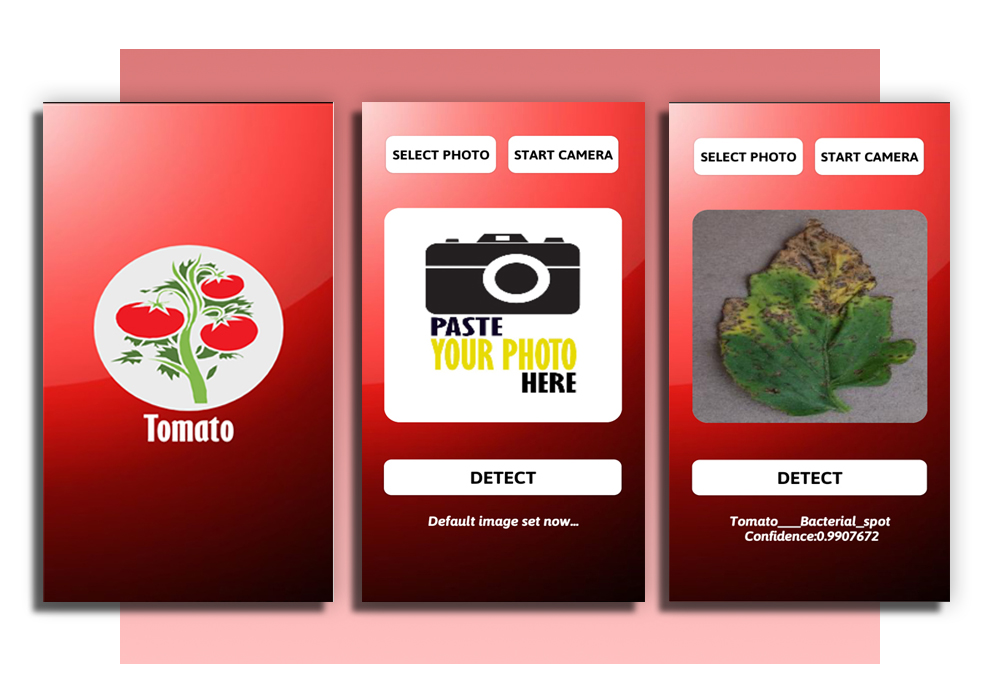 Tomato
SELECT PHOTO
START CAMERA
PASTE
YOUR PHOTO
HERE
DETECT
Default image set now...
SELECT PHOTO
START CAMERA
DETECT
Tomato___Bacterial_spot
Confidence:0.9907672